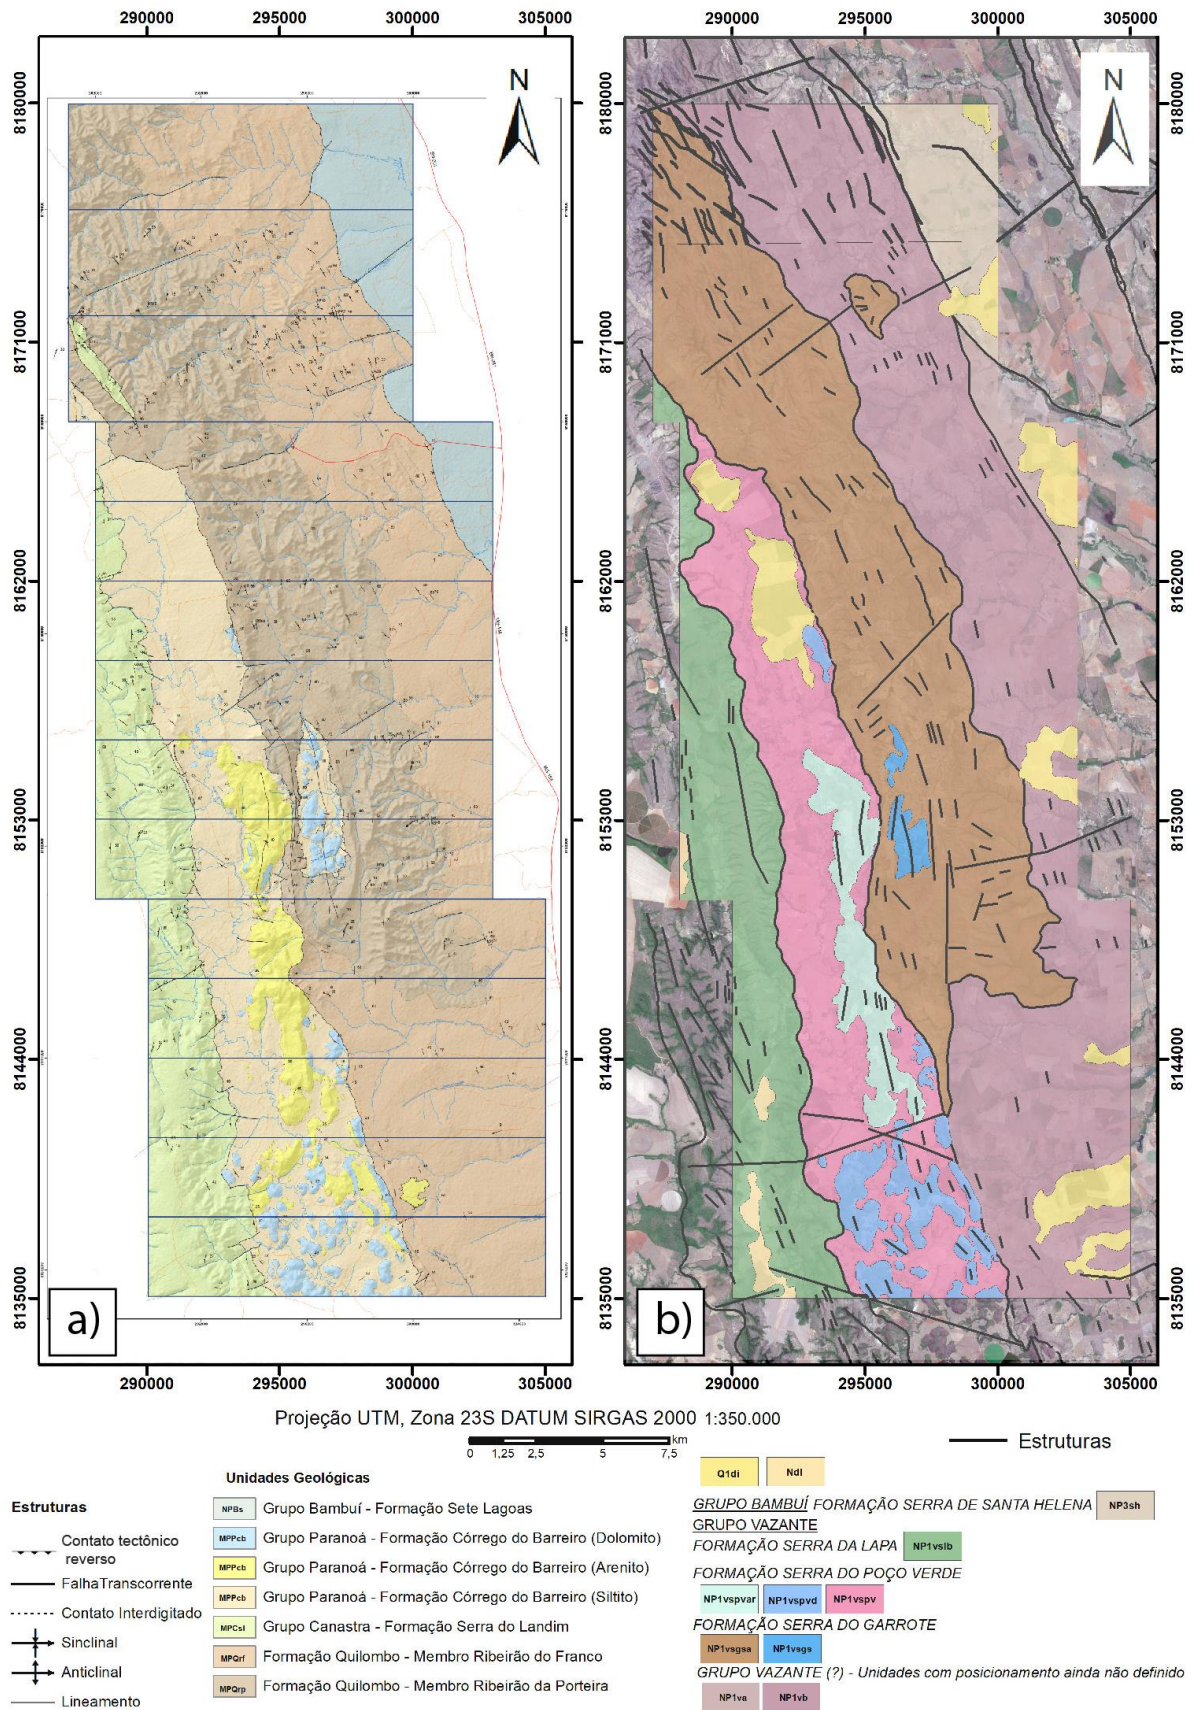 290000 295000 300000 305000
290000 295000 300000 305000
8180000
8171000
8162000
8153000
8144000
8135000
N
a)
8180000
8171000
8162000
8153000
8144000
8135000
N
b)
290000 295000 300000 305000
290000 295000 300000 305000
Projeção UTM, Zona 23S DATUM SIRGAS 2000 1:350.000
0 1,25 2,5 5 7,5 km
Estruturas
Contato tectônico
reverso
FalhaTranscorrente
Contato Interdigitado
Sinclinal
Anticlinal
Lineamento
Unidades Geológicas
NPBs Grupo Bambuí - Formação Sete Lagoas
MPPcb Grupo Paranoá - Formação Córrego do Barreiro (Dolomito)
MPPcb Grupo Paranoá - Formação Córrego do Barreiro (Arenito)
MPPcb Grupo Paranoá - Formação Córrego do Barreiro (Siltito)
MPCsl Grupo Canastra - Formação Serra do Landim
MPQrf Formação Quilombo - Membro Ribeirão do Franco
MPQrp Formação Quilombo - Membro Ribeirão da Porteira
Estruturas
Q1di Ndl
GRUPO BAMBUÍ FORMAÇÃO SERRA DE SANTA HELENA NP3sh
GRUPO VAZANTE
FORMAÇÃO SERRA DA LAPA NP1vslb
FORMAÇÃO SERRA DO POÇO VERDE
NP1vspvar NP1vspvd NP1vspv
FORMAÇÃO SERRA DO GARROTE
NP1vsgsa NP1vsgs
GRUPO VAZANTE (?) - Unidades com posicionamento ainda não definido
NP1va NP1vb